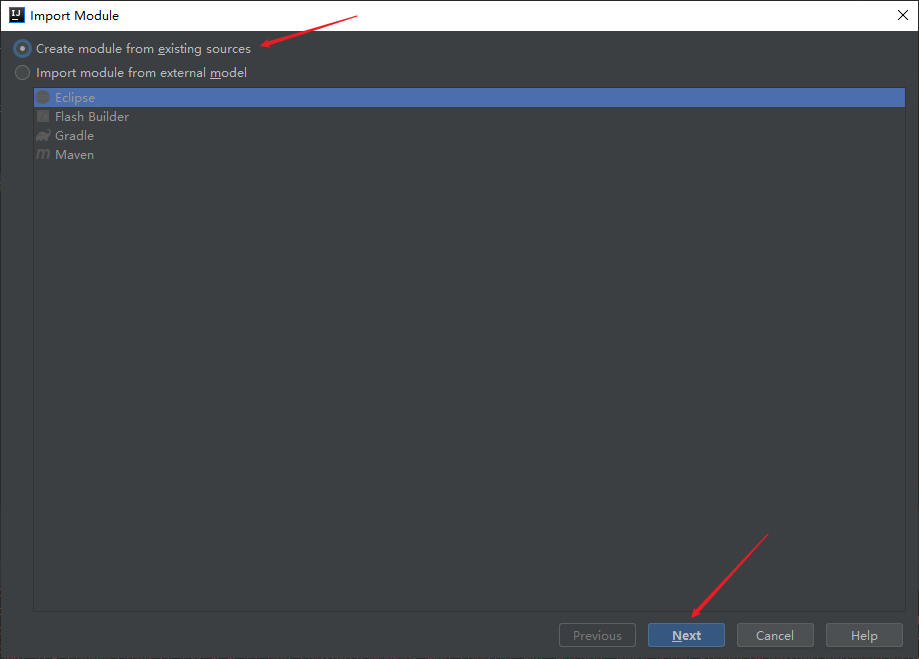 IJ Import Module
Create module from existing sources
Import module from external model
Eclipse
Flash Builder
Gradle
m Maven
Previous Next Cancel Help